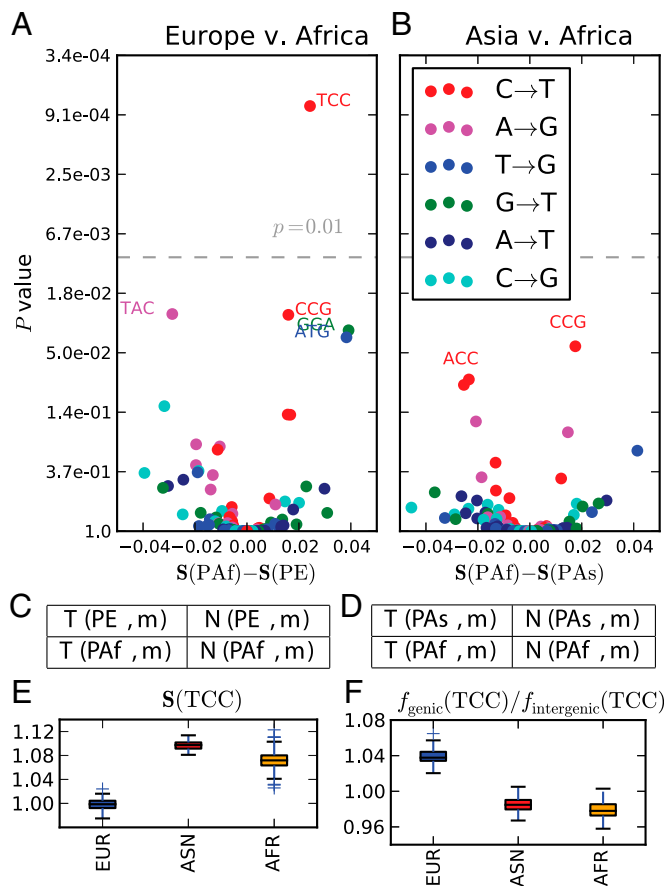 A
Europe v. Africa
B
Asia v. Africa
3.4e-04
9.1e-04
2.5e-03
6.7e-03
1.8e-02
5.0e-02
1.4e-01
3.7e-01
1.0
P value
TCC
p=0.01
TAC
CCG
GGA
ATG
C→T
A→G
T→G
G→T
A→T
C→G
CCG
ACC
−0.04 −0.02 0.00 0.02 0.04
−0.04 −0.02 0.00 0.02 0.04
S(PAf)−S(PE)
S(PAf)−S(PAs)
C
T (PE , m) N (PE , m)
T (PAf , m) N (PAf , m)
D
T (PAs , m) N (PAs , m)
T (PAf , m) N (PAf , m)
E
S(TCC)
1.12
1.08
1.04
1.00
EUR
ASN
AFR
F
fgenic(TCC)/fintergenic(TCC)
1.08
1.04
1.00
0.96
EUR
ASN
AFR